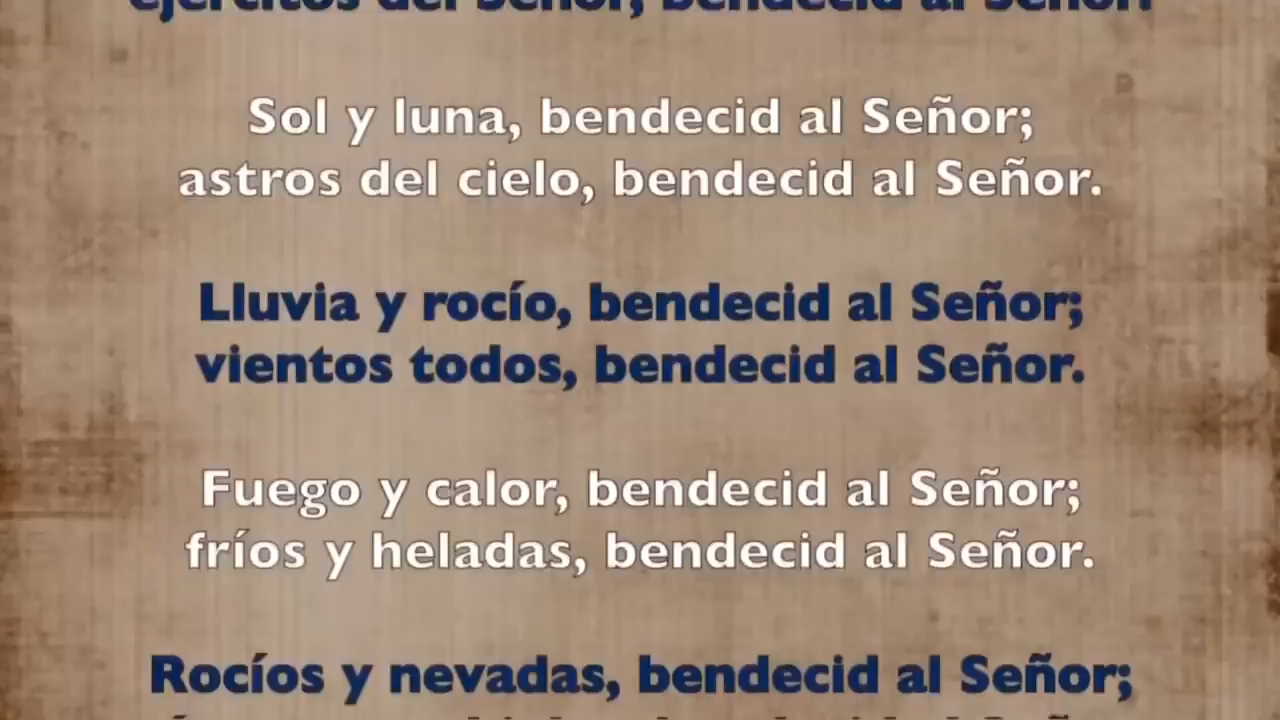 ejércitos del Señor, bendecid al Señor.
Sol y luna, bendecid al Señor;
astros del cielo, bendecid al Señor.
Lluvia y rocío, bendecid al Señor;
vientos todos, bendecid al Señor.
Fuego y calor, bendecid al Señor;
fríos y heladas, bendecid al Señor.
Rocíos y nevadas, bendecid al Señor;